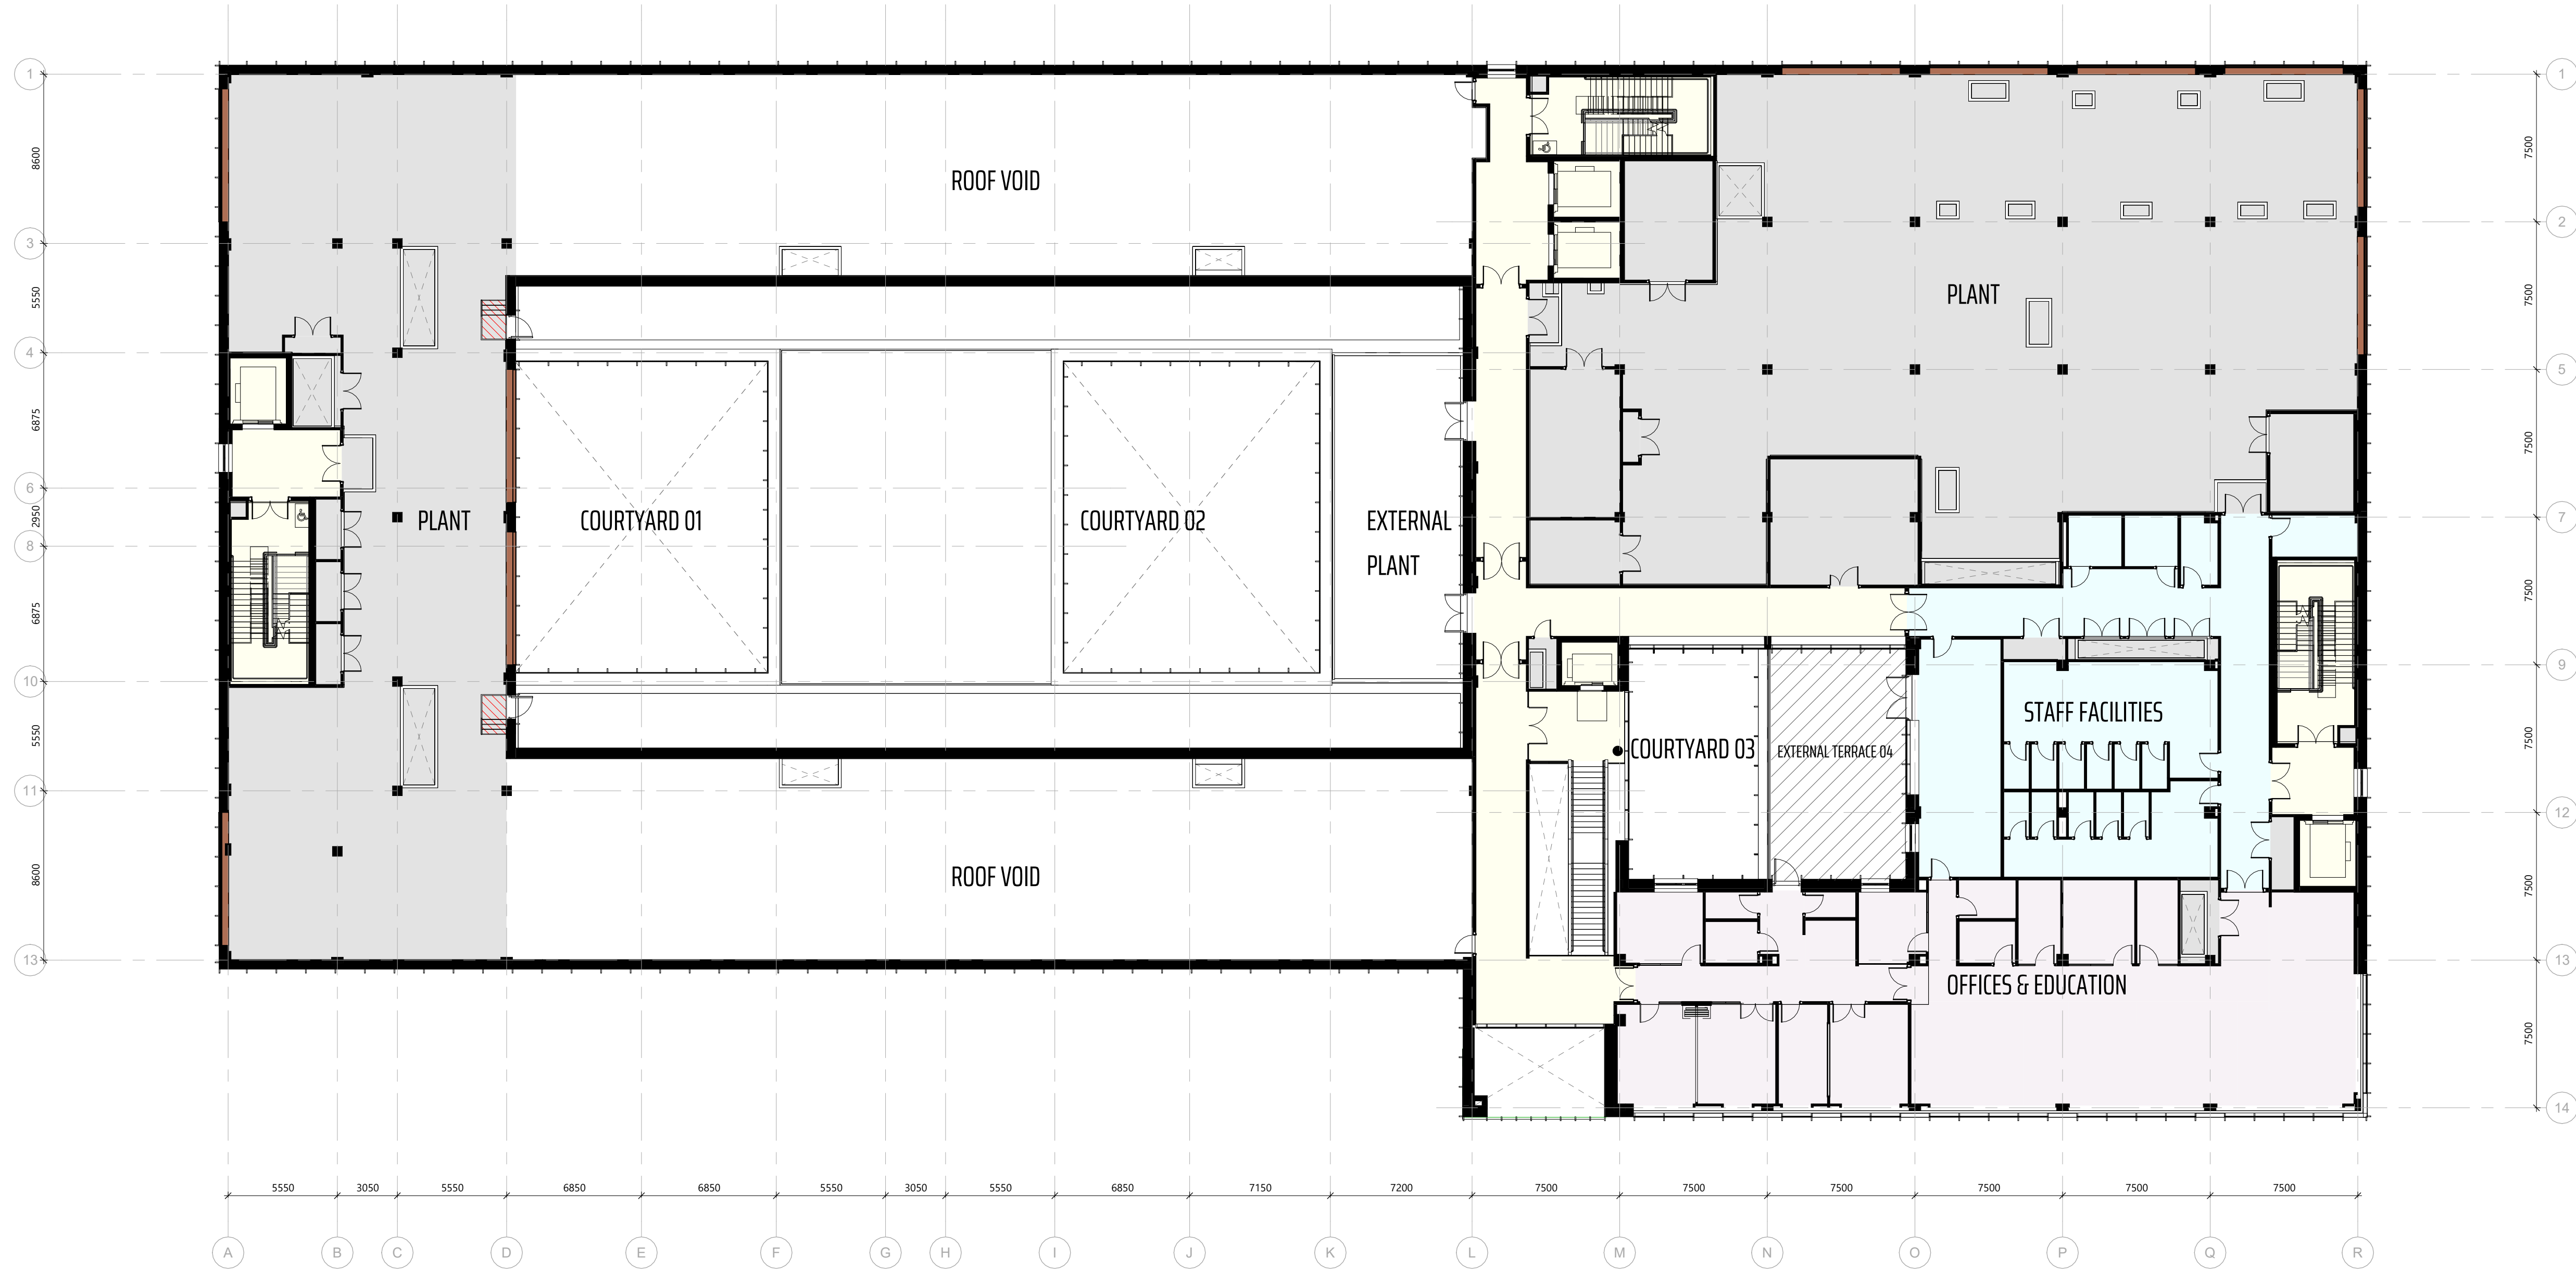 1
1
8600
7500
ROOF VOID
3
2
5550
PLANT
7500
4
5
6875
7500
6
2950
PLANT
COURTYARD 01
COURTYARD 02
EXTERNAL
PLANT
7
8
6875
7500
10
9
STAFF FACILITIES
5550
COURTYARD 03
EXTERNAL TERRACE 04
7500
11
12
8600
ROOF VOID
7500
13
13
OFFICES & EDUCATION
7500
14
5550 3050 5550 6850 6850 5550 3050 5550 6850 7150 7200 7500 7500 7500 7500 7500 7500
A B C D E F G H I J K L M N O P Q R